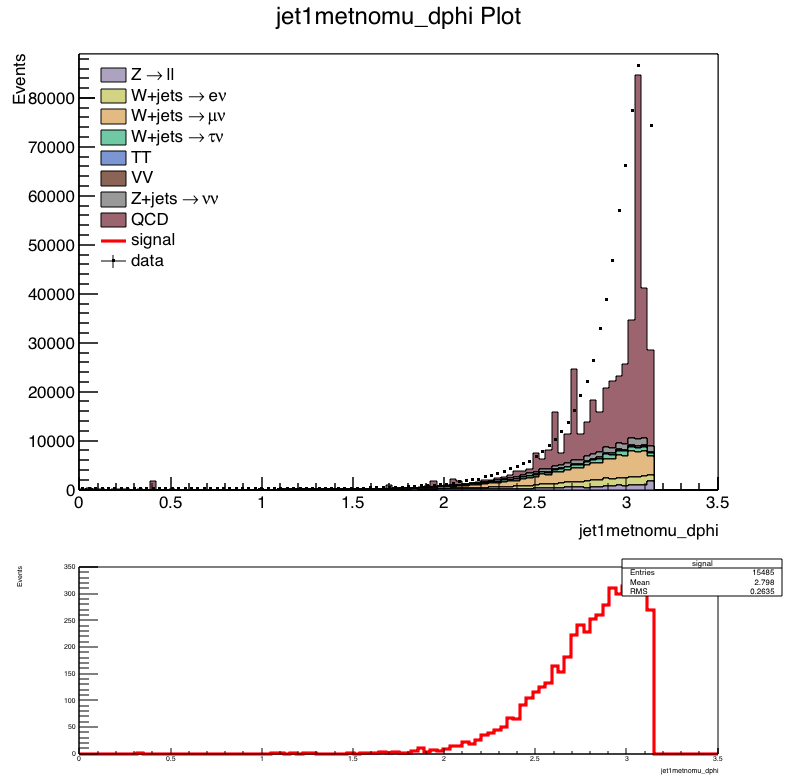 jet1metnomu_dphi Plot
Events
Z → ll
W+jets → eν
W+jets → μν
W+jets → τν
TT
VV
Z+jets → νν
QCD
signal
data
80000
70000
60000
50000
40000
30000
20000
10000
0
0 0.5 1 1.5 2 2.5 3 3.5
jet1metnomu_dphi
Events
350
300
250
200
150
100
50
0
signal
Entries 15485
Mean 2.798
RMS 0.2635
0 0.5 1 1.5 2 2.5 3 3.5
jet1metnomu_dphi